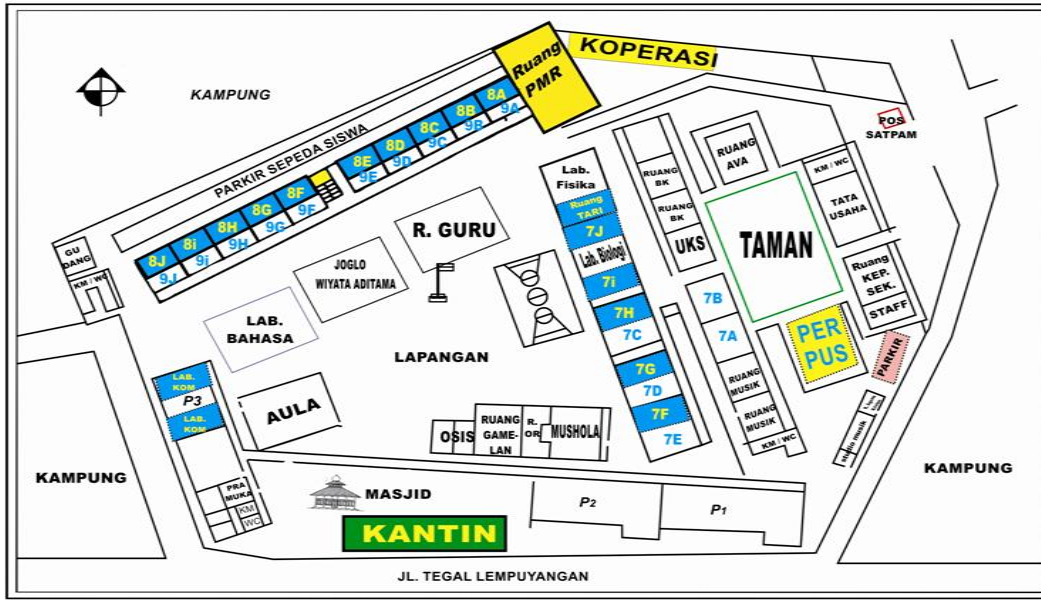 KOPERASI
Ruang
PMR
KAMPUNG
PARKIR SEPEDA SISWA
8A
9A
8B
9B
8C
9C
8D
9D
8E
9E
8F
9F
8G
9G
8H
9H
8i
9i
8J
9J
GU
DANG
KM / WC
POS
SATPAM
RUANG
AVA
KM / WC
TATA
USAHA
Lab.
Fisika
Ruang
TARI
7J
Lab. Biologi
7i
7H
7C
7G
7D
7F
7E
RUANG
BK
RUANG
BK
UKS
TAMAN
Ruang
KEP.
SEK.
STAFF
R. GURU
JOGLO
WIYATA ADITAMA
LAB.
BAHASA
LAPANGAN
7B
7A
RUANG
MUSIK
RUANG
MUSIK
KM / WC
PER
PUS
PARKIR
studio musik
LAB.
KOM
P3
LAB.
KOM
AULA
OSIS
RUANG
GAME-
LAN
R.
OR
MUSHOLA
KAMPUNG
PRA
MUKA
KM
WC
MASJID
KANTIN
P2
P1
KAMPUNG
JL. TEGAL LEMPUYANGAN